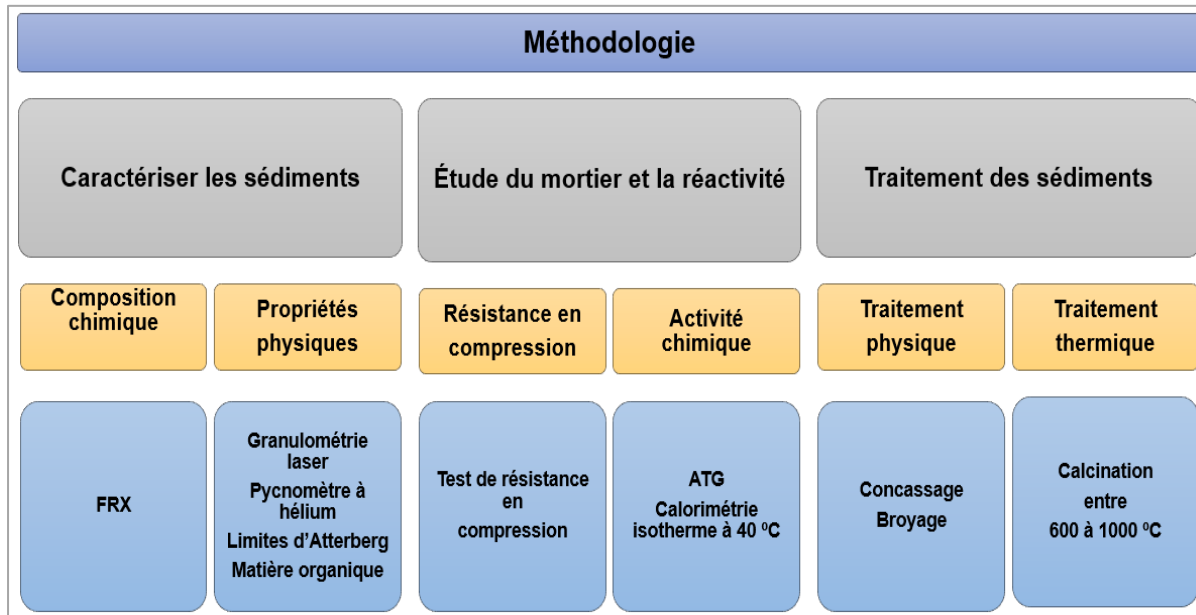 Méthodologie
Caractériser les sédiments
Étude du mortier et la réactivité
Traitement des sédiments
Composition
chimique
Propriétés
physiques
Résistance en
compression
Activité
chimique
Traitement
physique
Traitement
thermique
FRX
Granulométrie
laser
Pycnomètre à
hélium
Limites d'Atterberg
Matière organique
Test de résistance
en
compression
ATG
Calorimétrie
isotherme à 40 ºC
Concassage
Broyage
Calcination
entre
600 à 1000 ºC